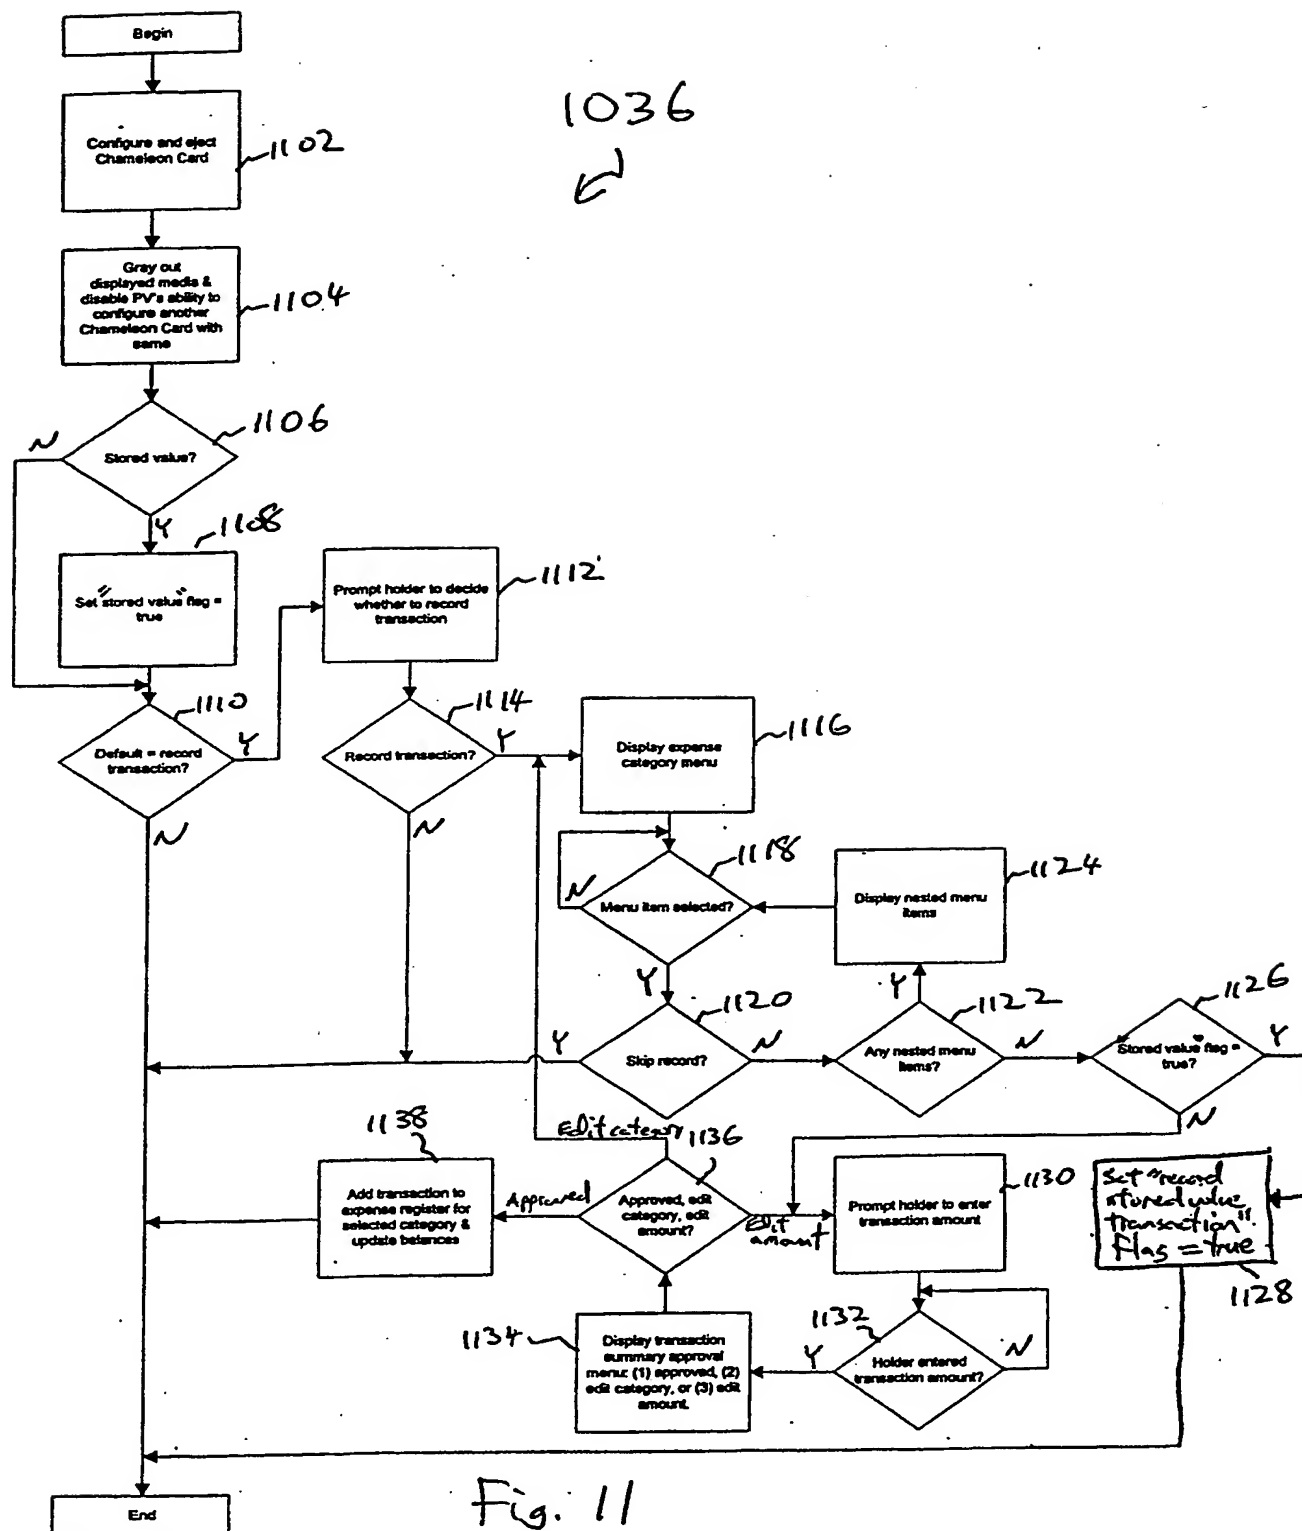 Begin
1036
Configure and eject
Chameleon Card
1102
Gray out
displayed media &
disable PV's ability to
configure another
Chameleon Card with
same
1104
1106
N
Stored value?
Y
1108
Set "stored value" flag =
true
Prompt holder to decide
whether to record
transaction
1112
1110
Default = record
transaction?
Y
N
1114
Record transaction?
Y
N
1116
Display expense
category menu
1118
N
Menu item selected?
Y
1124
Display nested menu
items
1120
Y
Skip record?
N
1122
Y
Any nested menu
items?
N
1126
"Stored value" flag =
true?
Y
N
1138
Add transaction to
expense register for
selected category &
update balances
Approved
Edit category
1136
Approved, edit
category, edit
amount?
Edit
amount
1130
Prompt holder to enter
transaction amount
Set "record
stored value
transaction"
flag = true
1128
1134
Display transaction
summary approval
menu: (1) approved, (2)
edit category, or (3) edit
amount.
1132
Y
Holder entered
transaction amount?
N
End
Fig. 11